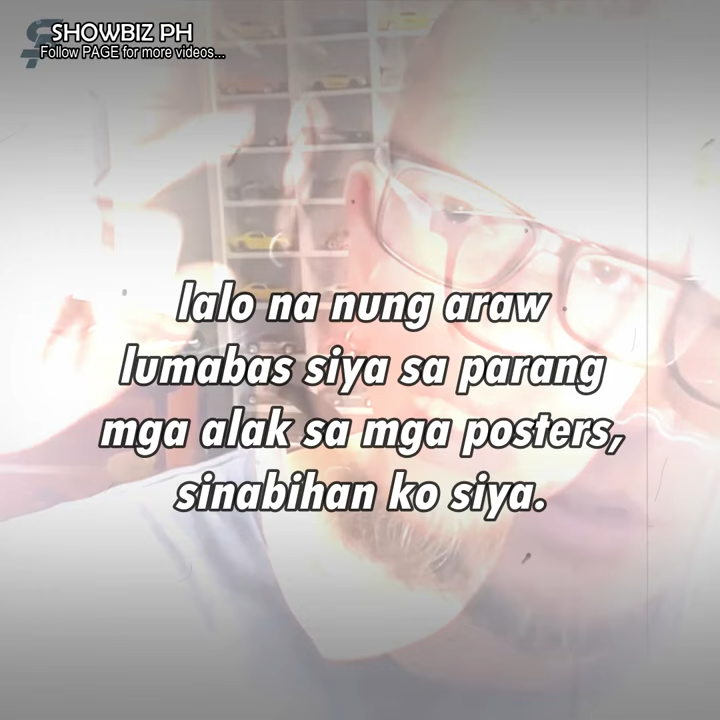 SHOWBIZ PH
Follow PAGE for more videos...
lalo na nung araw
lumabas siya sa parang
mga alak sa mga posters,
sinabihan ko siya.